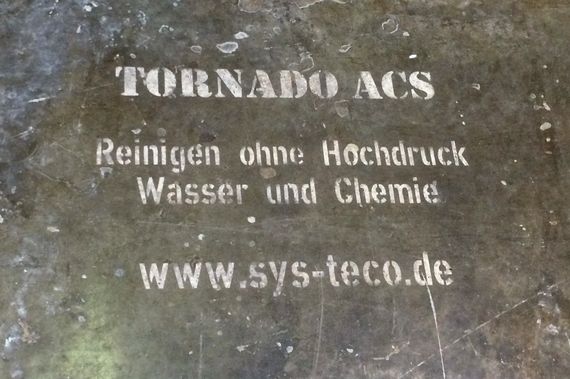 TORNADO ACS
Reinigen ohne Hochdruck
Wasser und Chemie
www.sys-teco.de